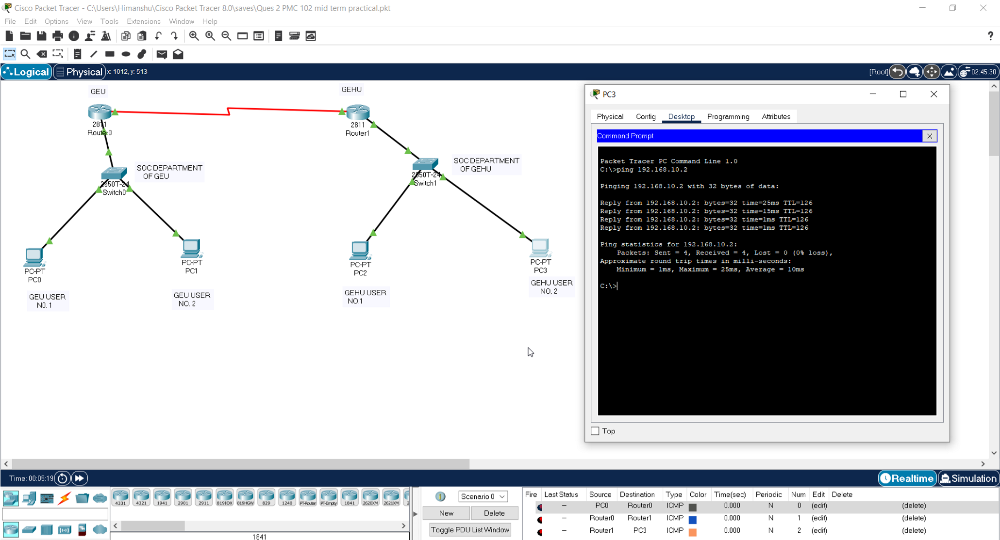 Cisco Packet Tracer - C:\Users\Himanshu\Cisco Packet Tracer 8.0\saves\Ques 2 PMC 102 mid term practical.pkt
File Edit Options View Tools Extensions Window Help
?
Logical Physical x: 1012, y: 513
[Root] 02:45:30
GEU
2811
Router0
GEHU
2811
Router1
SOC DEPARTMENT
OF GEU
2950T-24
Switch0
SOC DEPARTMENT
OF GEHU
2950T-24
Switch1
PC-PT
PC0
GEU USER
N0. 1
PC-PT
PC1
GEU USER
NO. 2
PC-PT
PC2
GEHU USER
NO.1
PC-PT
PC3
GEHU USER
NO, 2
PC3
Physical Config Desktop Programming Attributes
Command Prompt X
Packet Tracer PC Command Line 1.0
C:\>ping 192.168.10.2
Pinging 192.168.10.2 with 32 bytes of data:
Reply from 192.168.10.2: bytes=32 time=25ms TTL=126
Reply from 192.168.10.2: bytes=32 time=15ms TTL=126
Reply from 192.168.10.2: bytes=32 time=1ms TTL=126
Reply from 192.168.10.2: bytes=32 time=1ms TTL=126
Ping statistics for 192.168.10.2:
Packets: Sent = 4, Received = 4, Lost = 0 (0% loss),
Approximate round trip times in milli-seconds:
Minimum = 1ms, Maximum = 25ms, Average = 10ms
C:\>
Top
Time: 00:05:19
Realtime Simulation
4331 4321 1941 2901 2911 819IOX 819HGW 829 1240 PT-Router PT-Empty 1841 2620XM 2621XM 2
1841
Scenario 0
New Delete
Toggle PDU List Window
Fire Last Status Source Destination Type Color Time(sec) Periodic Num Edit Delete
-- PC0 Router0 ICMP 0.000 N 0 (edit) (delete)
-- Router0 Router1 ICMP 0.000 N 1 (edit) (delete)
-- Router1 PC3 ICMP 0.000 N 2 (edit) (delete)